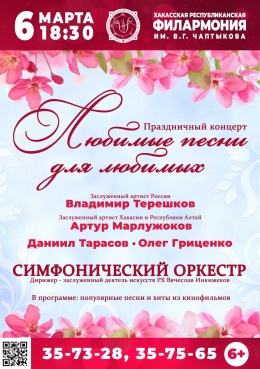 6 МАРТА
18:30
ХАКАССКАЯ РЕСПУБЛИКАНСКАЯ
ФИЛАРМОНИЯ
ИМ. В.Г. ЧАПТЫКОВА
Праздничный концерт
Любимые песни
для любимых
Заслуженный артист России
Владимир Терешков
Заслуженный артист Хакасии и Республики Алтай
Артур Марлужоков
Даниил Тарасов • Олег Гриценко
СИМФОНИЧЕСКИЙ ОРКЕСТР
Дирижер - заслуженный деятель искусств РХ Вячеслав Инкижеков
В программе: популярные песни и хиты из кинофильмов
35-73-28, 35-75-65
6+